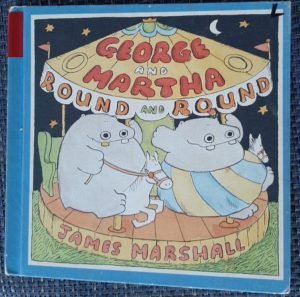 GEORGE
AND
MARTHA
ROUND AND ROUND
JAMES MARSHALL